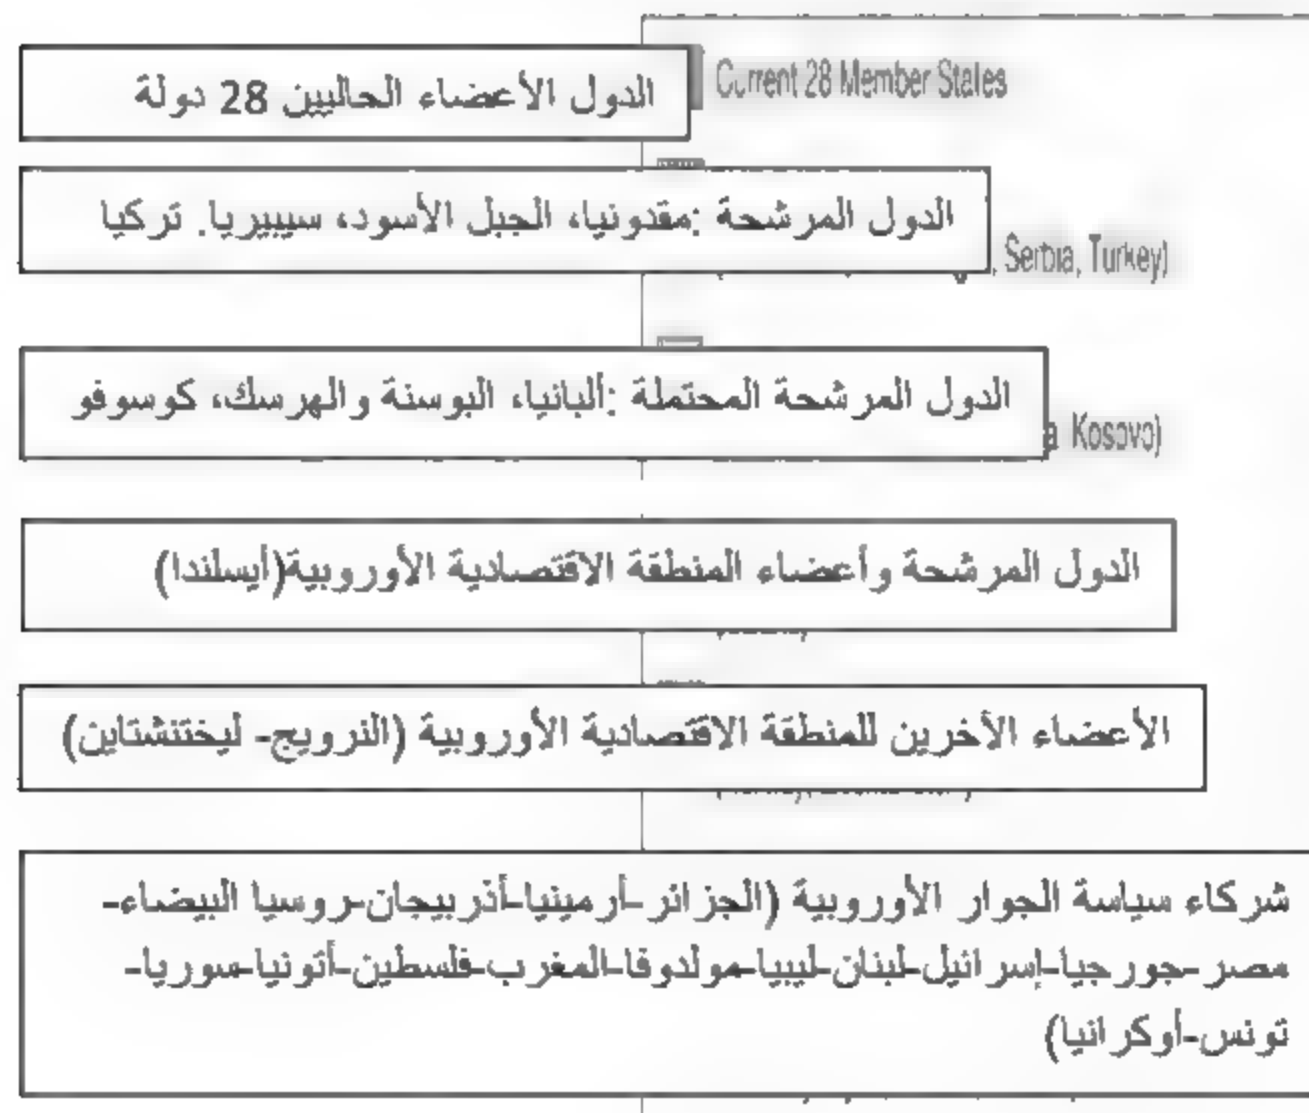 الدول الأعضاء الحاليين 28 دولة
Current 28 Member States
الدول المرشحة :مقدونيا، الجبل الأسود، سيبيريا. تركيا
, Serbia, Turkey)
الدول المرشحة المحتملة :ألبانيا، البوسنة والهرسك، كوسوفو
a Kosovo)
الدول المرشحة وأعضاء المنطقة الاقتصادية الأوروبية(أيسلندا)
الأعضاء الآخرين للمنطقة الاقتصادية الأوروبية (النرويج- ليختنشتاين)
شركاء سياسة الجوار الأوروبية (الجزائر-أرمينيا-أذربيجان-روسيا البيضاء-
مصر-جورجيا-إسرائيل-لبنان-ليبيا-مولدوفا-المغرب-فلسطين-أتونيا-سوريا-
تونس-أوكرانيا)